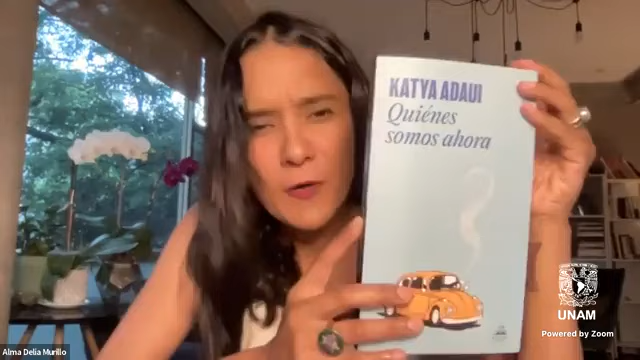 KATYA ADAUI
Quiénes
somos ahora
UNAM
Powered by Zoom
Alma Delia Murillo